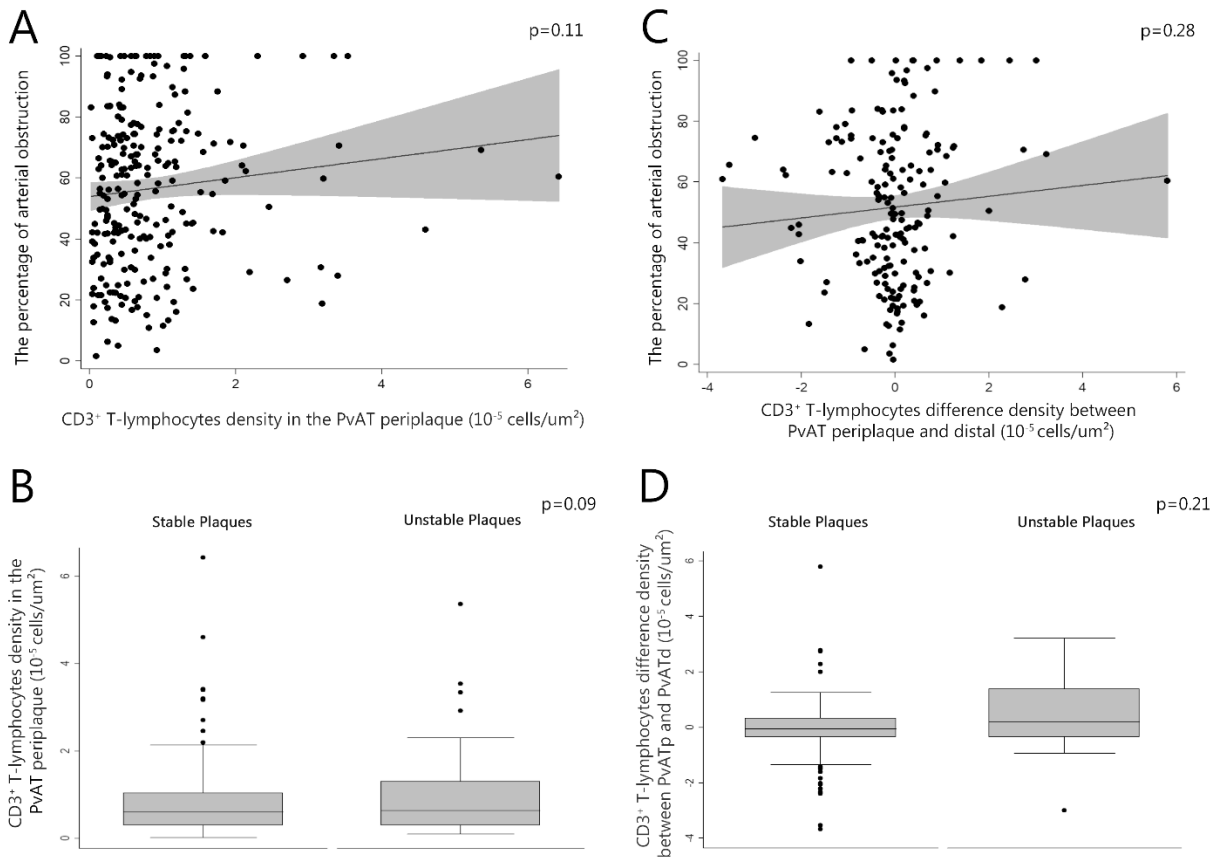 A
p=0.11
The percentage of arterial obstruction
100
80
60
40
20
0
0
2
4
6
CD3⁺ T-lymphocytes density in the PvAT periplaque (10⁻⁵ cells/um²)
C
p=0.28
The percentage of arterial obstruction
100
80
60
40
20
0
-4
-2
0
2
4
6
CD3⁺ T-lymphocytes difference density between
PvAT periplaque and distal (10⁻⁵ cells/um²)
B
p=0.09
Stable Plaques
Unstable Plaques
CD3⁺ T-lymphocytes density in the
PvAT periplaque (10⁻⁵ cells/um²)
6
4
2
0
D
p=0.21
Stable Plaques
Unstable Plaques
CD3⁺ T-lymphocytes difference density
between PvATp and PvATd (10⁻⁵ cells/um²)
6
4
2
0
-2
-4